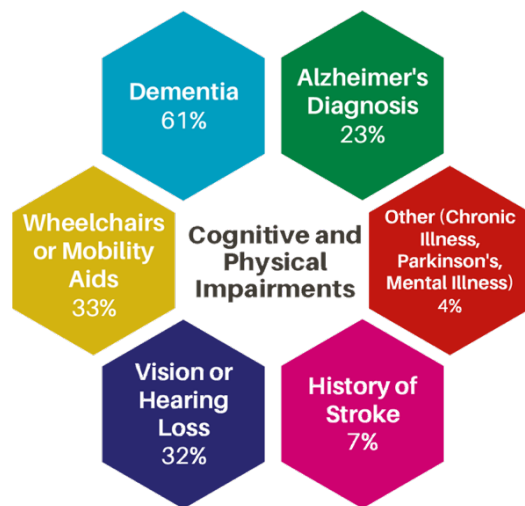 Dementia
61%
Alzheimer's
Diagnosis
23%
Wheelchairs
or Mobility
Aids
33%
Cognitive and
Physical
Impairments
Other (Chronic
Illness,
Parkinson's,
Mental Illness)
4%
Vision or
Hearing
Loss
32%
History of
Stroke
7%